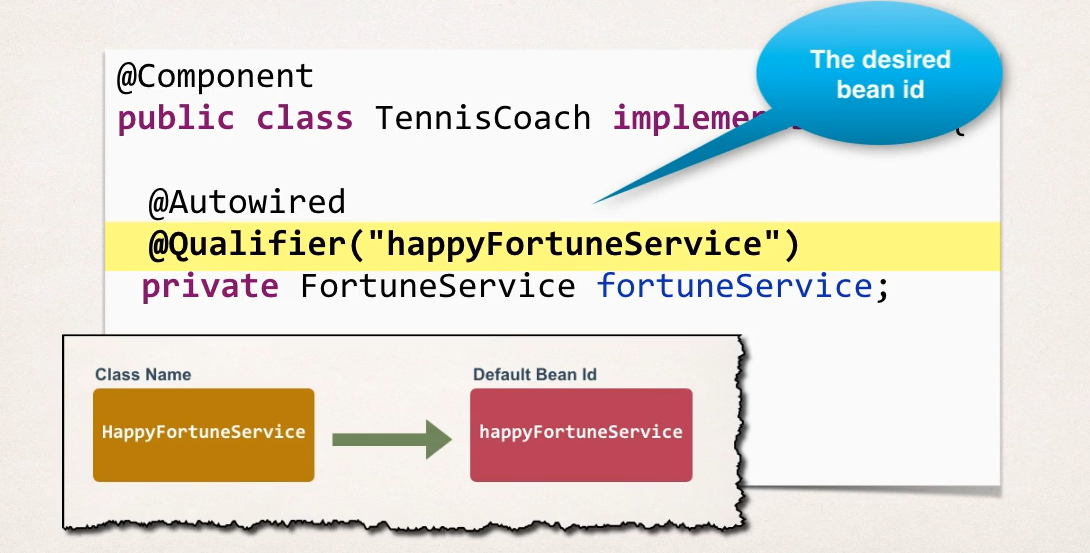 The desired
bean id
@Component
public class TennisCoach
@Autowired
@Qualifier("happyFortuneService")
private FortuneService fortuneService;
Class Name
Default Bean Id
HappyFortuneService
happyFortuneService